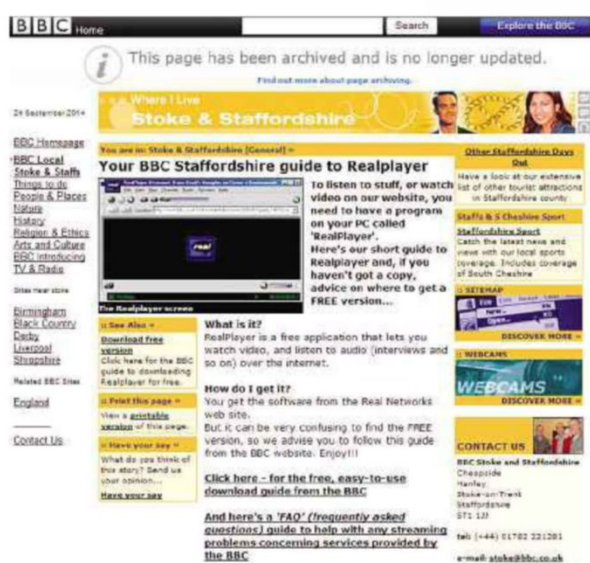 BBC Home
Search
Explore the BBC
This page has been archived and is no longer updated.
Find out more about page archiving.
24 September 2014
Where I Live
Stoke & Staffordshire
BBC Homepage
BBC Local
Stoke & Staffs
Things to do
People & Places
Nature
History
Religion & Ethics
Arts and Culture
BBC Introducing
TV & Radio
Sites near stoke
Birmingham
Black Country
Derby
Liverpool
Shropshire
Related BBC Sites
England
Contact Us
You are in: Stoke & Staffordshire [General] »
Your BBC Staffordshire guide to Realplayer
real
The Realplayer screen
To listen to stuff, or watch
video on our website, you
need to have a program
on your PC called
'RealPlayer'.
Here's our short guide to
Realplayer and, if you
haven't got a copy,
advice on where to get a
FREE version...
See Also
Download free
version
Click here for the BBC
guide to downloading
Realplayer for free.
Print this page
View a printable
version of this page.
Have your say
What do you think of
this story? Send us
your opinion...
Have your say
What is it?
RealPlayer is a free application that lets you
watch video, and listen to audio (interviews and
so on) over the internet.
How do I get it?
You get the software from the Real Networks
web site.
But it can be very confusing to find the FREE
version, so we advise you to follow this guide
from the BBC website. Enjoy!!!
Click here - for the free, easy-to-use
download guide from the BBC
And here's a 'FAQ' (frequently asked
questions) guide to help with any streaming
problems concerning services provided by
the BBC
Other Staffordshire Days
Out
Have a look at our extensive
list of other tourist attractions
in Staffordshire county
Staffs & S Cheshire Sport
Staffordshire Sport
Catch the latest news and
views with our local sports
coverage. Includes coverage
of South Cheshire
SITEMAP
File
New...
Open...
DISCOVER MORE
WEBCAMS
WEBCAMS
DISCOVER MORE
CONTACT US
BBC Stoke and Staffordshire
Cheapside
Hanley
Stoke-on-Trent
Staffordshire
ST1 1JJ
tel: (+44) 01782 221281
e-mail: stoke@bbc.co.uk